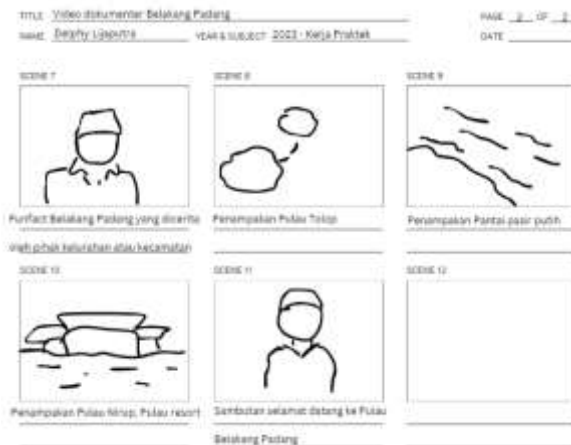 TITLE Video dokumenter Belakang Padang PAGE 2 OF 2
NAME Delphy Lijaputra YEAR & SUBJECT 2023 - Kerja Praktek DATE
SCENE 7 SCENE 8 SCENE 9
Funfact Belakang Padang yang dicerita Penampakan Pulau Tolop Penampakan Pantai pasir putih
oleh pihak kelurahan atau kecamatan
SCENE 10 SCENE 11 SCENE 12
Penampakan Pulau Nirup, Pulau resort Sambutan selamat datang ke Pulau
Belakang Padang